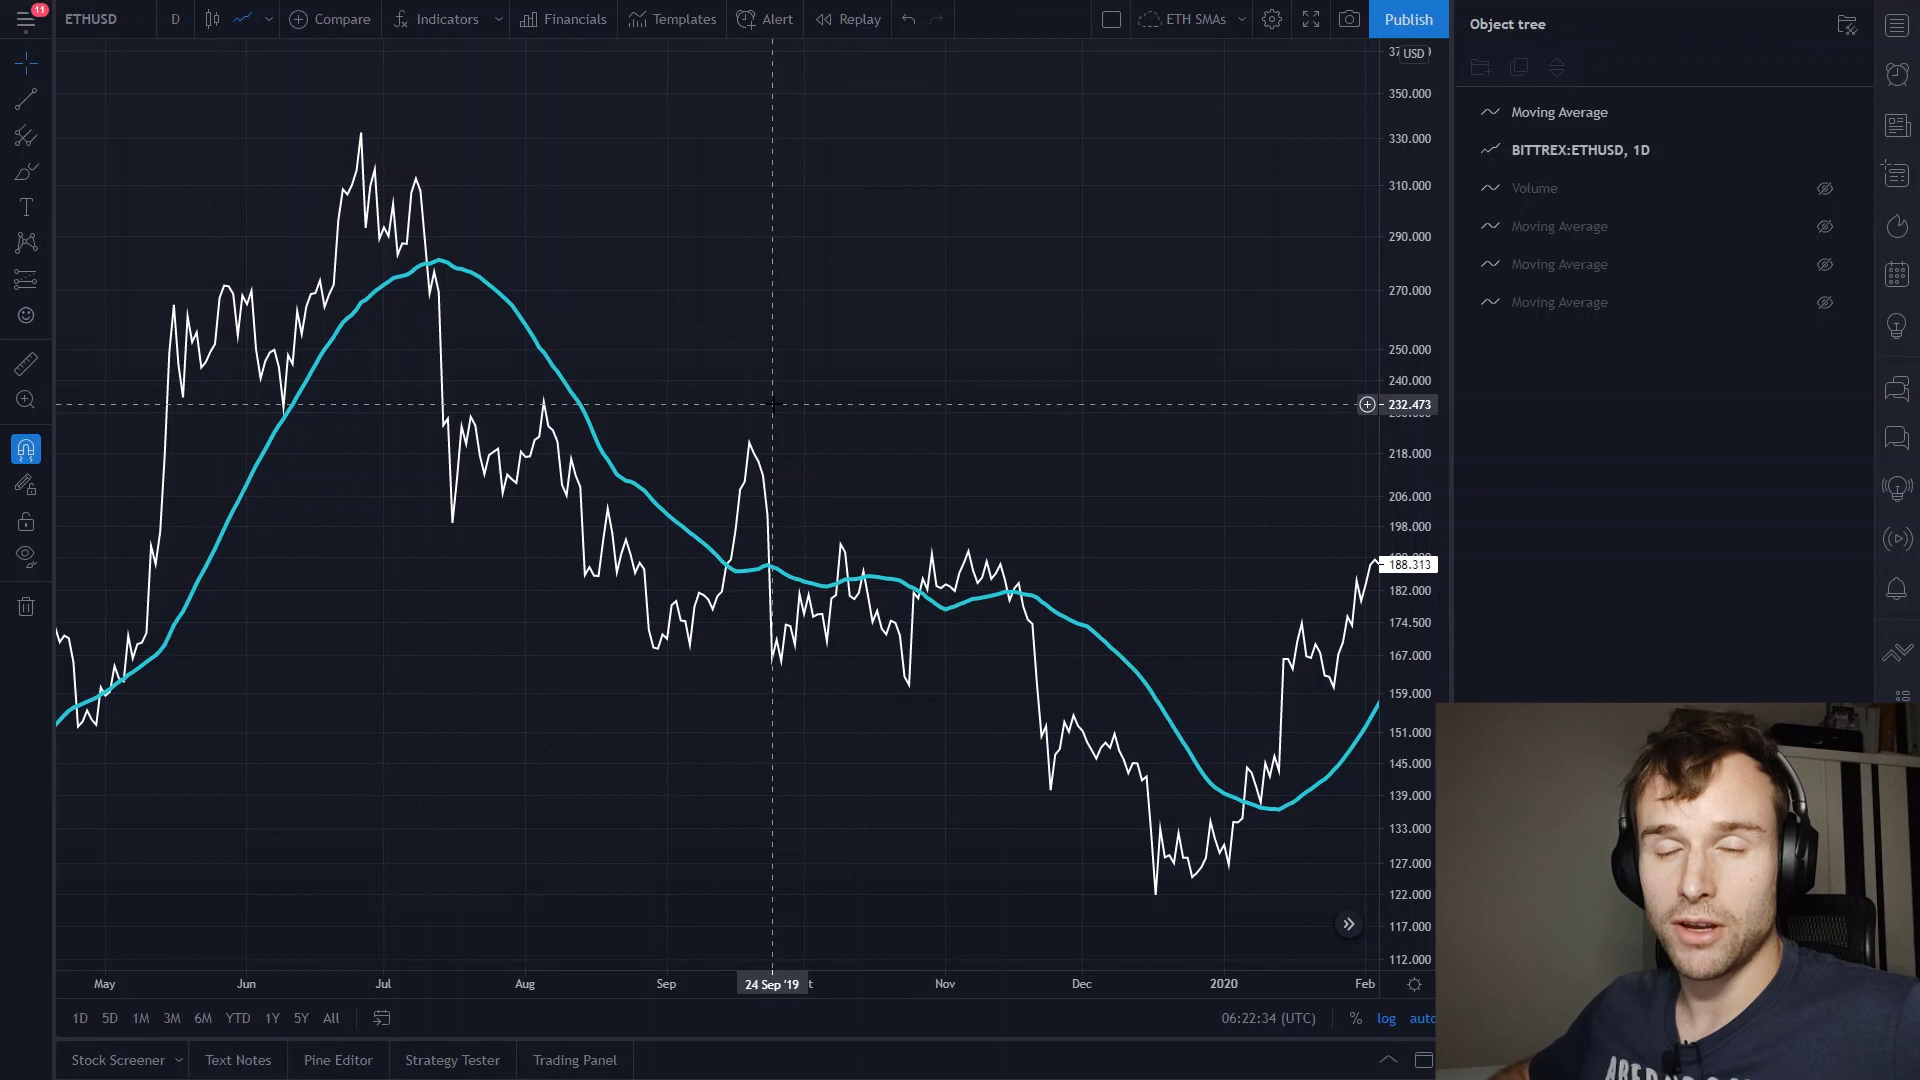 11
ETHUSD
D
Compare
Indicators
Financials
Templates
Alert
Replay
ETH SMAs
Publish
Object tree
USD
350.000
330.000
310.000
290.000
270.000
250.000
240.000
232.473
218.000
206.000
198.000
188.313
182.000
174.500
167.000
159.000
151.000
145.000
139.000
133.000
127.000
122.000
117.000
112.000
Moving Average
BITTREX:ETHUSD, 1D
Volume
Moving Average
Moving Average
Moving Average
May
Jun
Jul
Aug
Sep
24 Sep '19
Nov
Dec
2020
Feb
1D 5D 1M 3M 6M YTD 1Y 5Y All
06:22:34 (UTC)
%
log
auto
Stock Screener
Text Notes
Pine Editor
Strategy Tester
Trading Panel